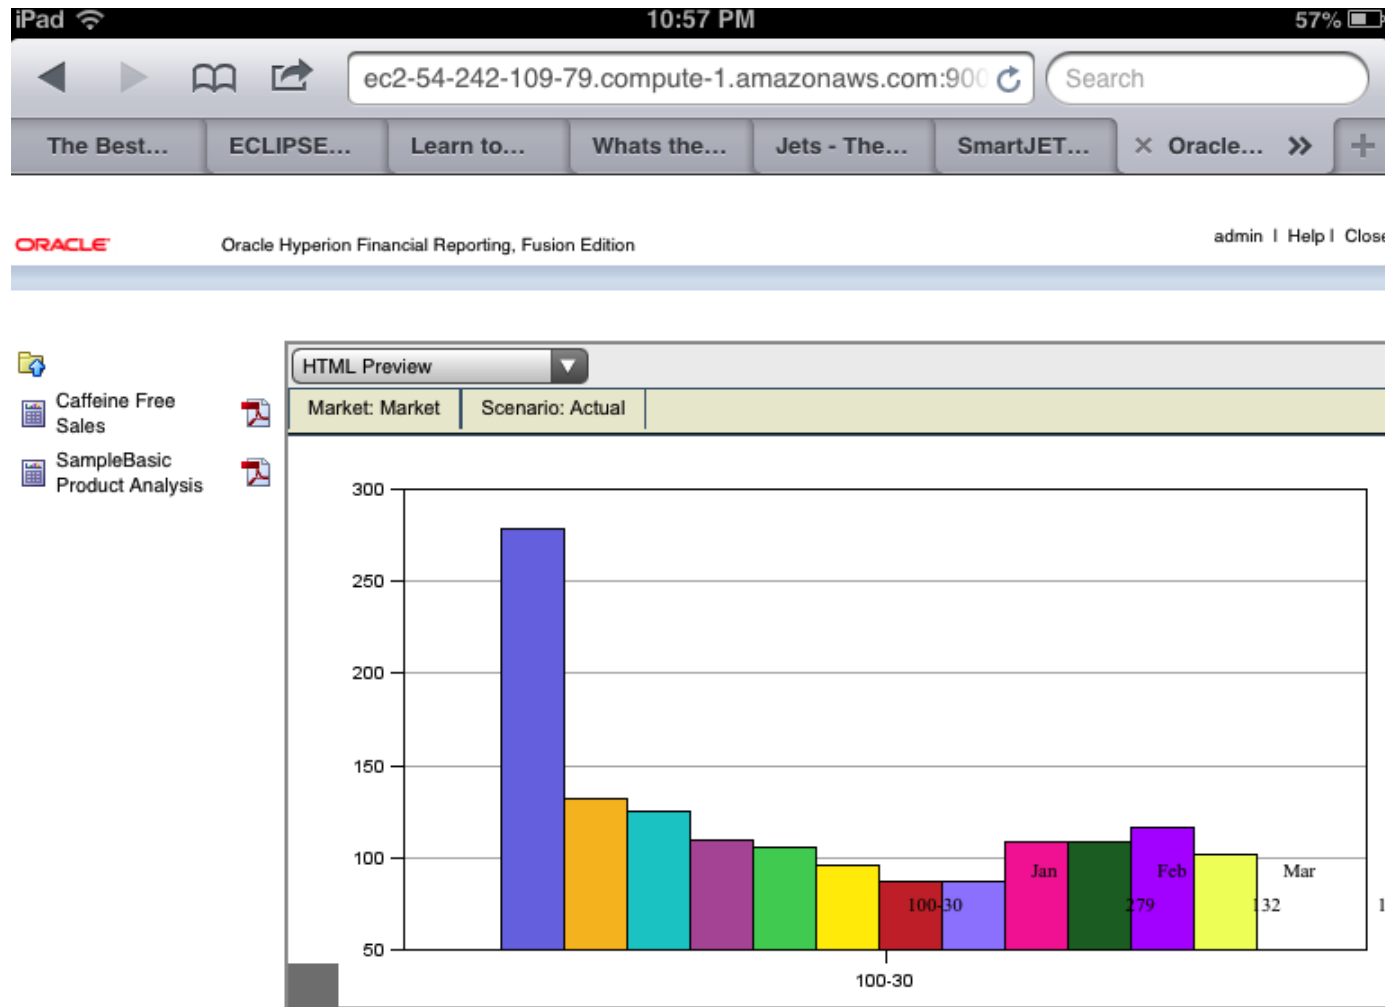 iPad 10:57 PM 57%
ec2-54-242-109-79.compute-1.amazonaws.com:900 Search
The Best... ECLIPSE... Learn to... Whats the... Jets - The... SmartJET... Oracle...
ORACLE Oracle Hyperion Financial Reporting, Fusion Edition admin | Help | Close
HTML Preview
Caffeine Free
Sales
Market: Market Scenario: Actual
SampleBasic
Product Analysis
300
250
200
150
100
Jan Feb Mar
100-30 279 132 1
50
100-30